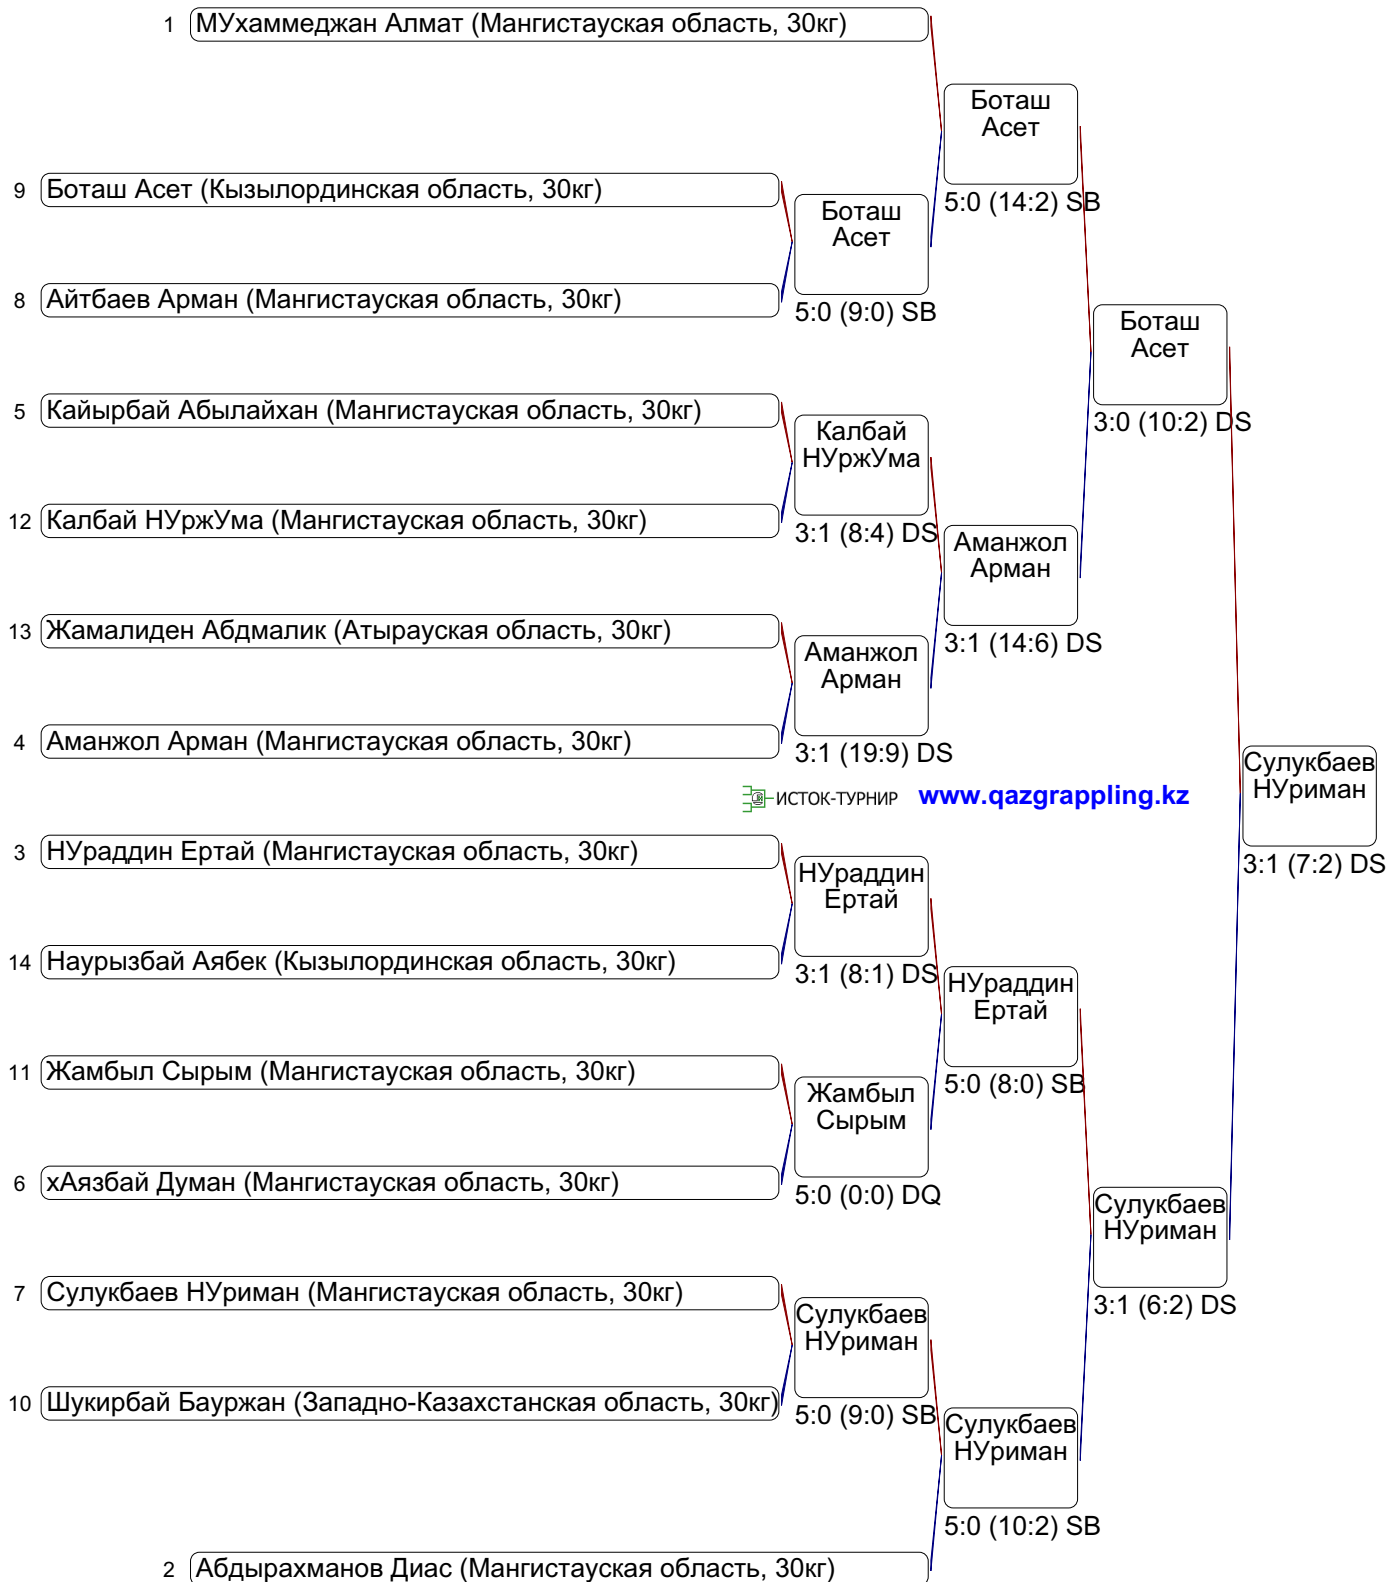 1 МУхаммеджан Алмат (Мангистауская область, 30кг)
Боташ
Асет
5:0 (14:2) SB
9 Боташ Асет (Кызылординская область, 30кг)
Боташ
Асет
5:0 (9:0) SB
8 Айтбаев Арман (Мангистауская область, 30кг)
Боташ
Асет
3:0 (10:2) DS
5 Кайырбай Абылайхан (Мангистауская область, 30кг)
Калбай
НУржУма
3:1 (8:4) DS
12 Калбай НУржУма (Мангистауская область, 30кг)
Аманжол
Арман
3:1 (14:6) DS
13 Жамалиден Абдмалик (Атырауская область, 30кг)
Аманжол
Арман
3:1 (19:9) DS
4 Аманжол Арман (Мангистауская область, 30кг)
ИСТОК-ТУРНИР www.qazgrappling.kz
Сулукбаев
НУриман
3:1 (7:2) DS
3 НУраддин Ертай (Мангистауская область, 30кг)
НУраддин
Ертай
3:1 (8:1) DS
14 Наурызбай Аябек (Кызылординская область, 30кг)
НУраддин
Ертай
5:0 (8:0) SB
11 Жамбыл Сырым (Мангистауская область, 30кг)
Жамбыл
Сырым
5:0 (0:0) DQ
6 хАязбай Думан (Мангистауская область, 30кг)
Сулукбаев
НУриман
3:1 (6:2) DS
7 Сулукбаев НУриман (Мангистауская область, 30кг)
Сулукбаев
НУриман
5:0 (9:0) SB
10 Шукирбай Бауржан (Западно-Казахстанская область, 30кг)
Сулукбаев
НУриман
5:0 (10:2) SB
2 Абдырахманов Диас (Мангистауская область, 30кг)